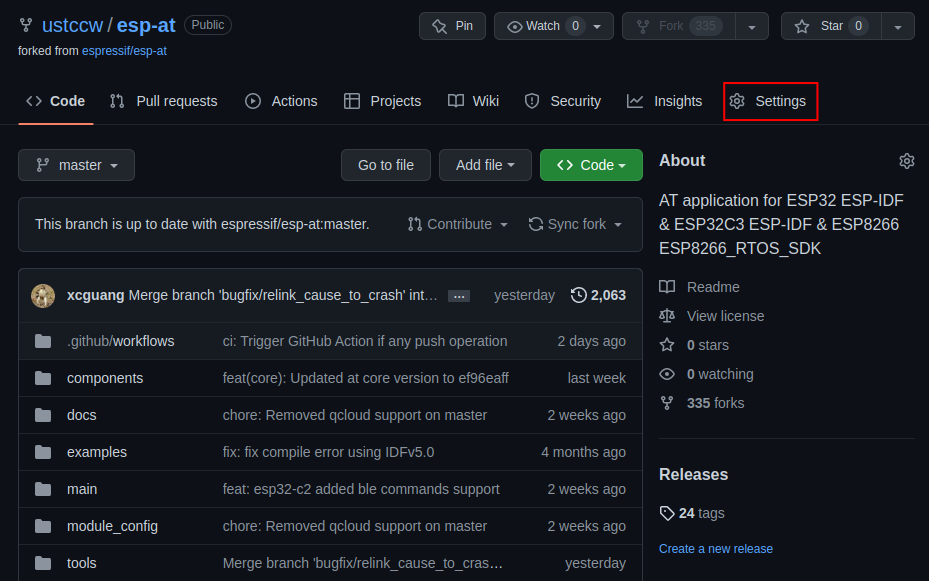 ustccw / esp-at Public Pin Watch 0 Fork 335 Star 0
forked from espressif/esp-at
Code Pull requests Actions Projects Wiki Security Insights Settings
master Go to file Add file Code
This branch is up to date with espressif/esp-at:master. Contribute Sync fork
xcguang Merge branch 'bugfix/relink_cause_to_crash' int… ... yesterday 2,063
.github/workflows ci: Trigger GitHub Action if any push operation 2 days ago
components feat(core): Updated at core version to ef96eaff last week
docs chore: Removed qcloud support on master 2 weeks ago
examples fix: fix compile error using IDFv5.0 4 months ago
main feat: esp32-c2 added ble commands support 2 weeks ago
module_config chore: Removed qcloud support on master 2 weeks ago
tools Merge branch 'bugfix/relink_cause_to_cras… yesterday
About
AT application for ESP32 ESP-IDF
& ESP32C3 ESP-IDF & ESP8266
ESP8266_RTOS_SDK
Readme
View license
0 stars
0 watching
335 forks
Releases
24 tags
Create a new release